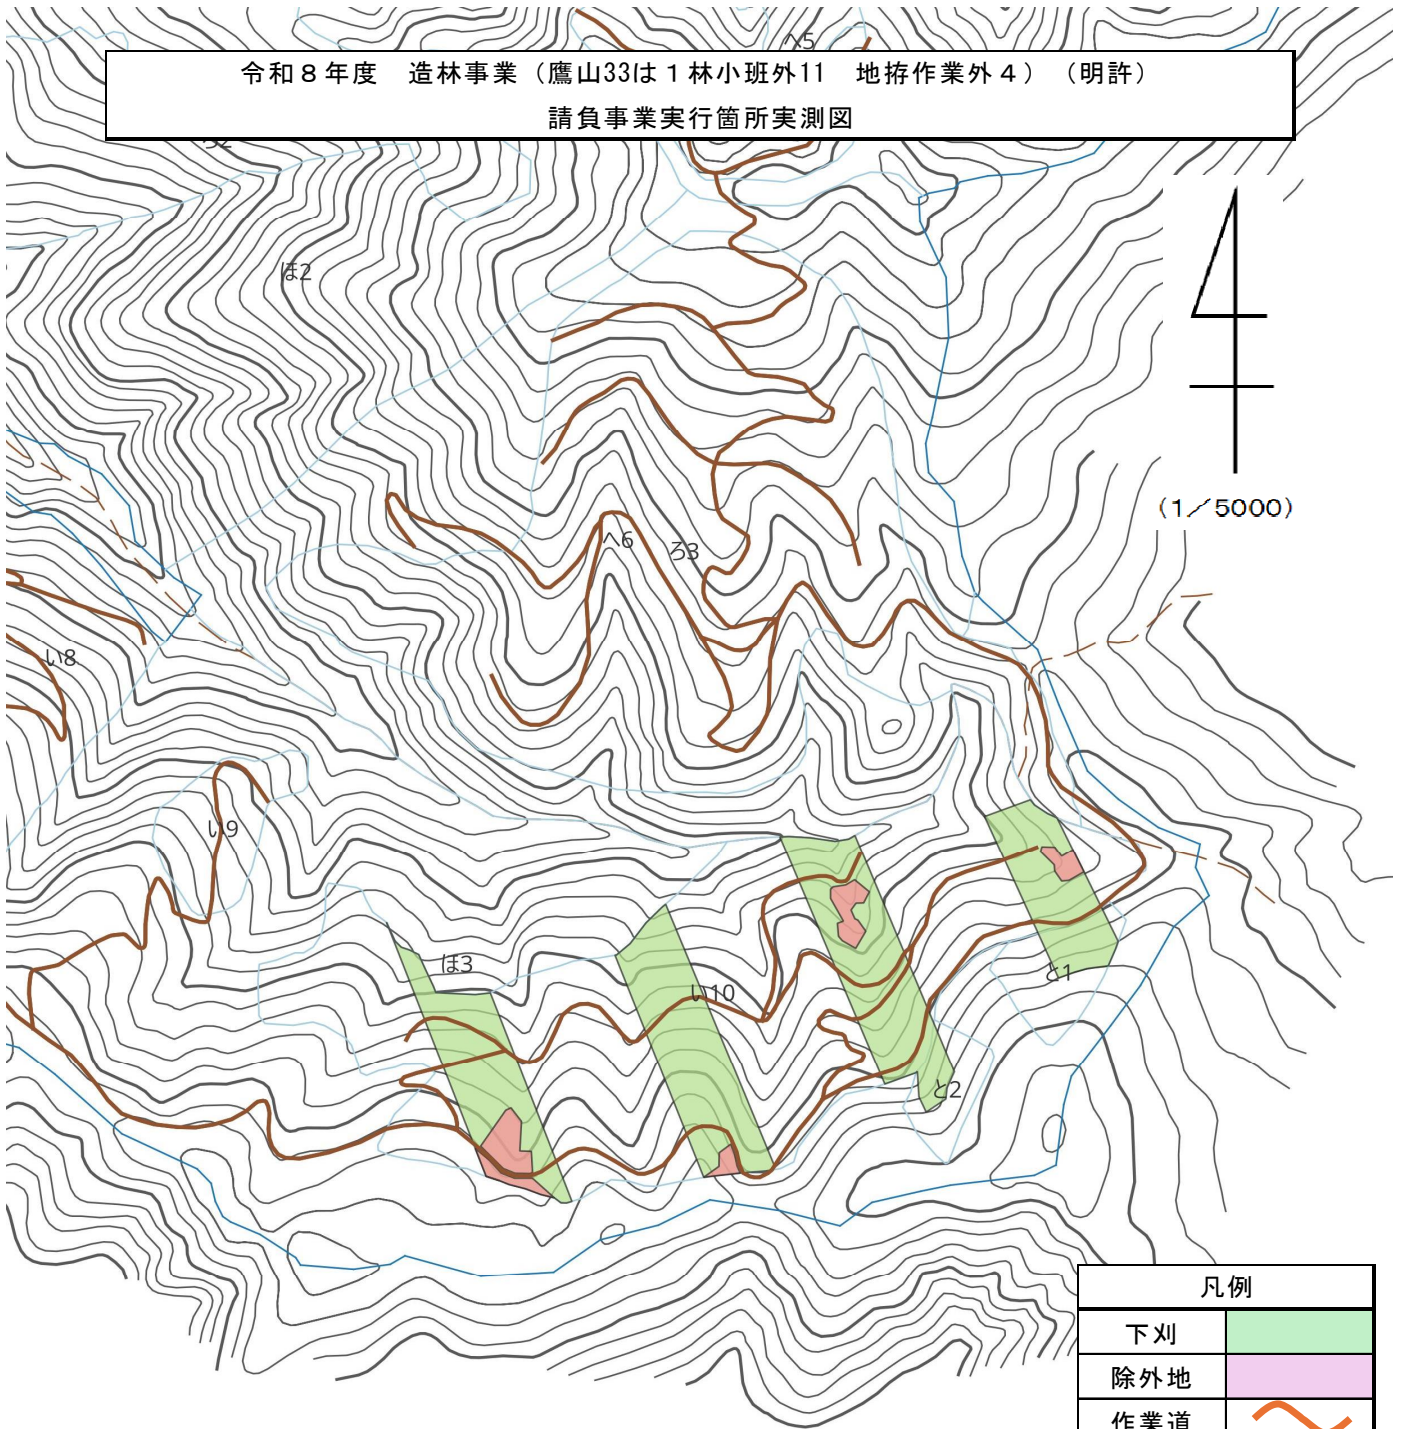 へ5
令和８年度　造林事業（鷹山33は１林小班外11　地拵作業外４）（明許）
請負事業実行箇所実測図
ほ2
（1／5000）
へ6
ろ3
い8
い9
ほ3
い10
と1
と2
凡例
下刈
除外地
作業道